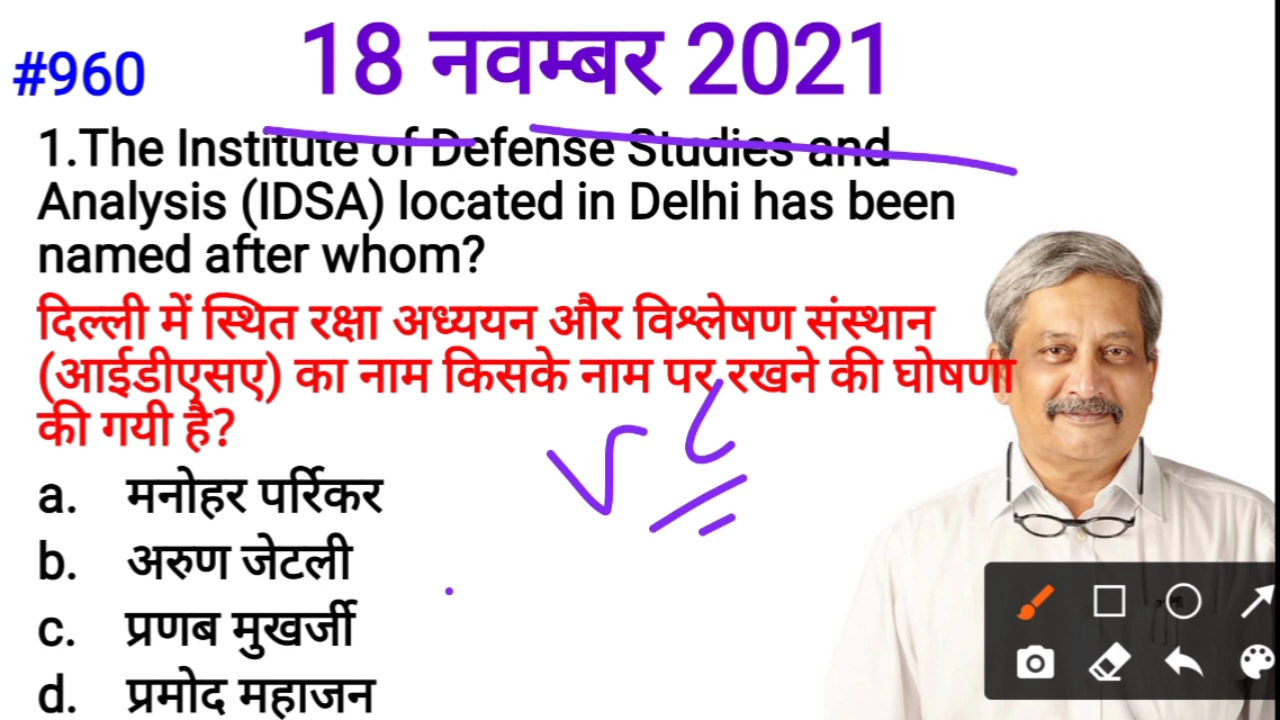 #960
18 नवम्बर 2021
1.The Institute of Defense Studies and
Analysis (IDSA) located in Delhi has been
named after whom?
दिल्ली में स्थित रक्षा अध्ययन और विश्लेषण संस्थान
(आईडीएसए) का नाम किसके नाम पर रखने की घोषणा
की गयी है?
a. मनोहर पर्रिकर
b. अरुण जेटली
c. प्रणब मुखर्जी
d. प्रमोद महाजन